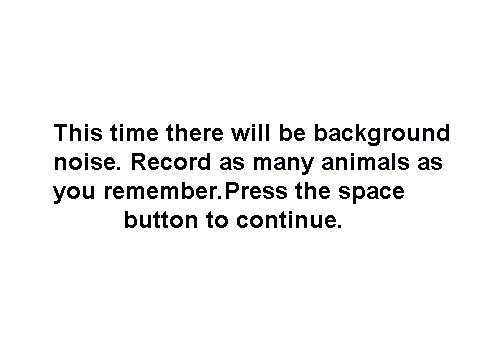 This time there will be background
noise. Record as many animals as
you remember.Press the space
button to continue.